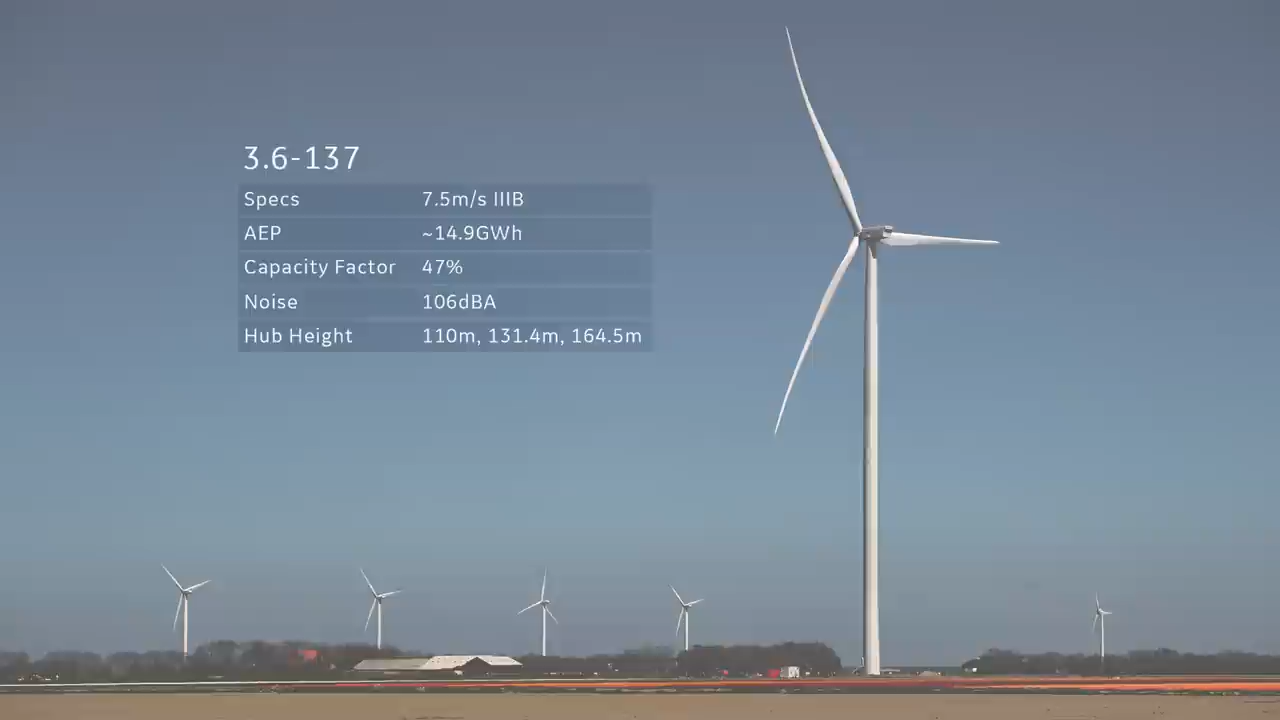 3.6-137
Specs 7.5m/s IIIB
AEP ~14.9GWh
Capacity Factor 47%
Noise 106dBA
Hub Height 110m, 131.4m, 164.5m